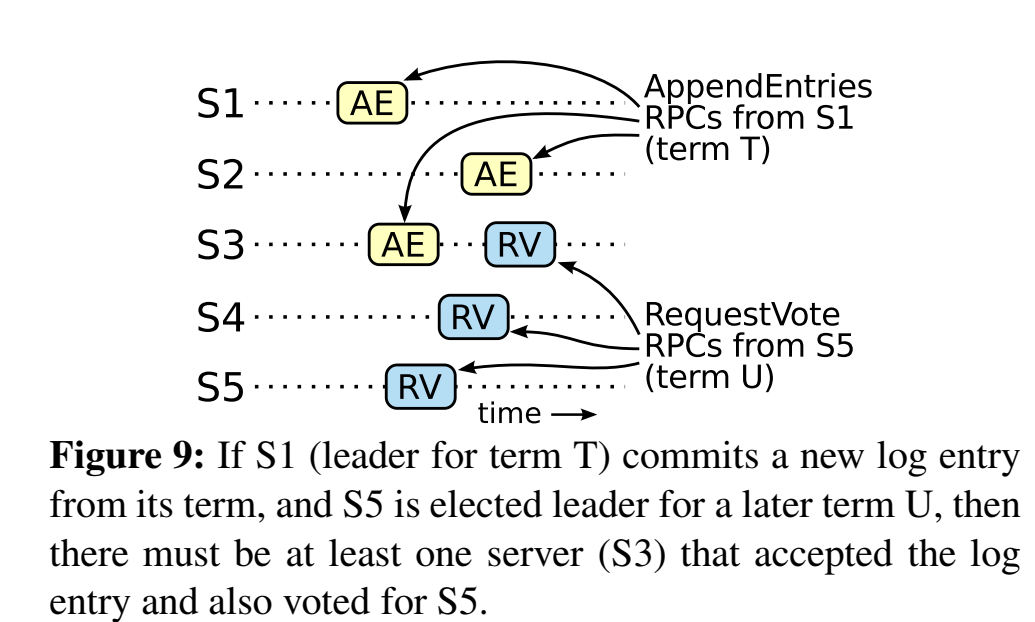 S1
AE
AppendEntries
RPCs from S1
(term T)
S2
AE
S3
AE
RV
S4
RV
RequestVote
RPCs from S5
(term U)
S5
RV
time
Figure 9: If S1 (leader for term T) commits a new log entry
from its term, and S5 is elected leader for a later term U, then
there must be at least one server (S3) that accepted the log
entry and also voted for S5.